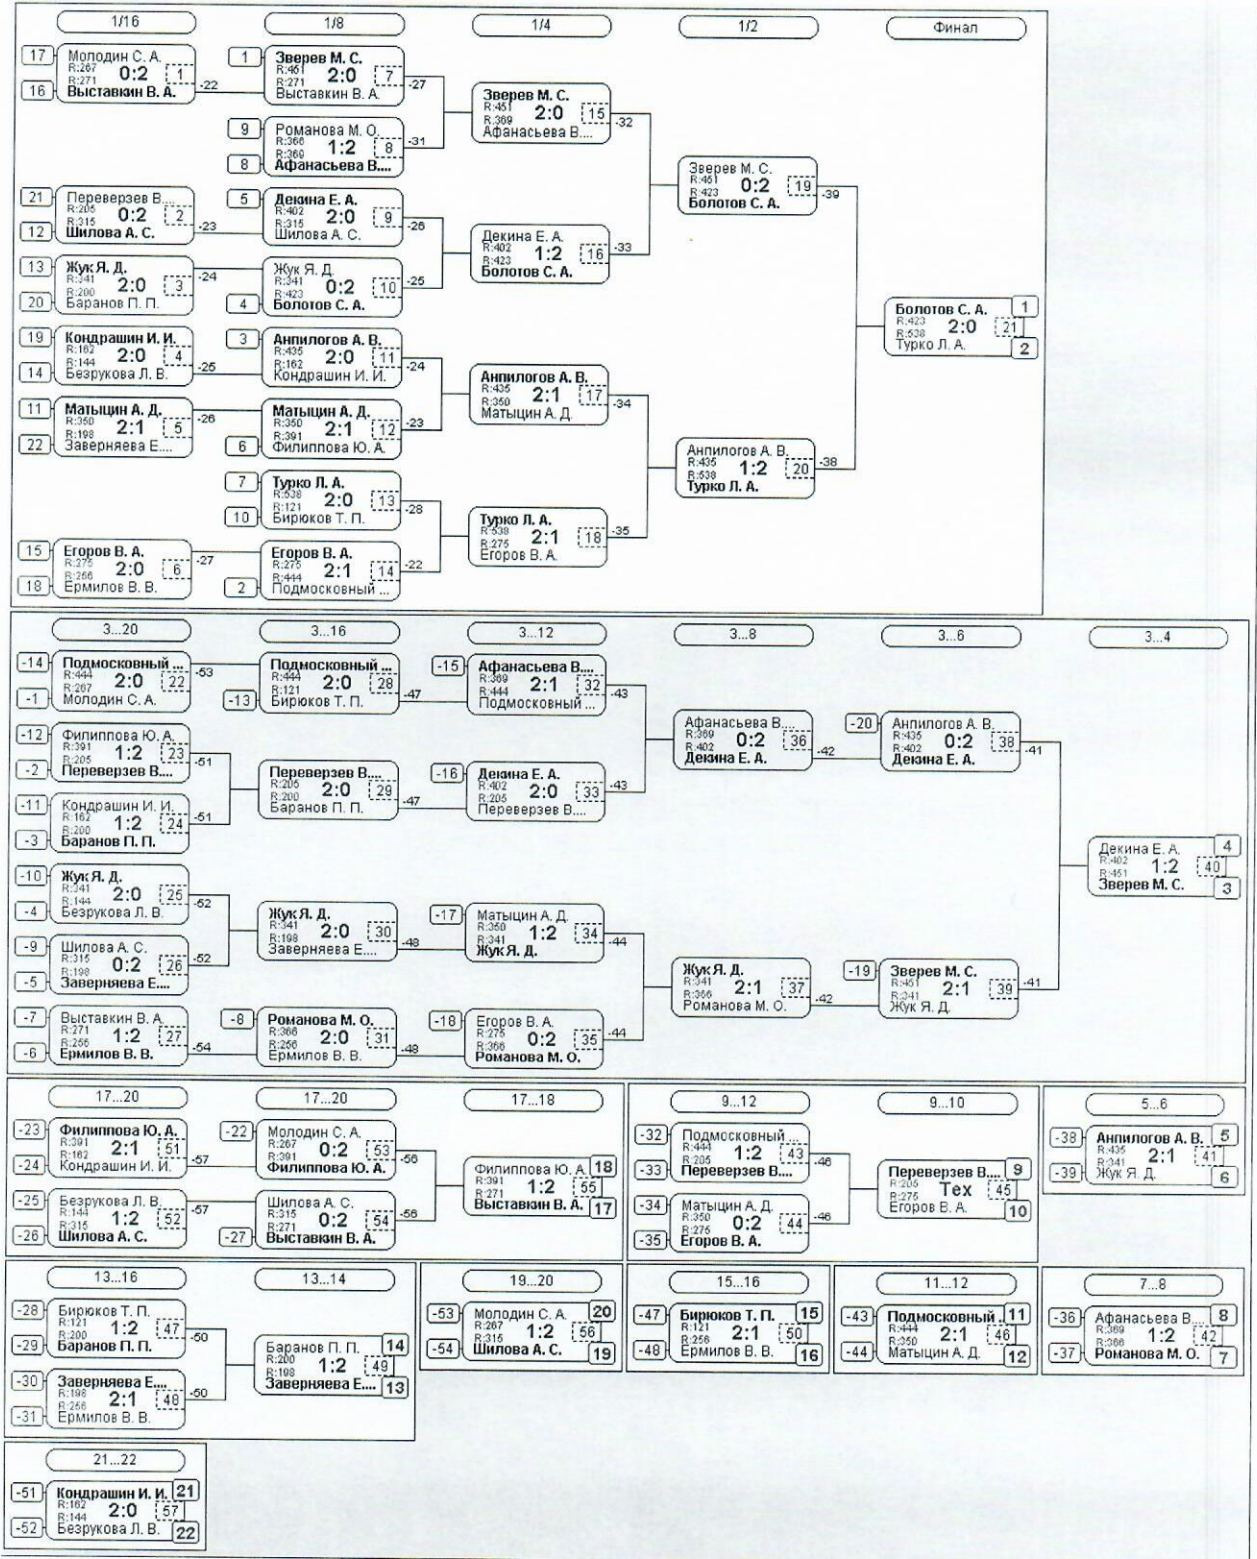 1/16
1/8
1/4
1/2
Финал
17 Молодин С. А.
R:267
R:271 0:2 1
16 Выставкин В. А. -22
21 Переверзев В....
R:205
R:315 0:2 2
12 Шилова А. С. -23
13 Жук Я. Д.
R:341
R:200 2:0 3 -24
20 Баранов П. П.
19 Кондрашин И. И.
R:162
R:144 2:0 4
14 Безрукова Л. В. -25
11 Матыцин А. Д.
R:350
R:198 2:1 5 -26
22 Заверняева Е....
15 Егоров В. А.
R:275
R:256 2:0 6 -27
18 Ермилов В. В.
1 Зверев М. С.
R:451
R:271 2:0 7 -27
Выставкин В. А.
9 Романова М. О.
R:366
R:369 1:2 8 -31
8 Афанасьева В....
5 Декина Е. А.
R:402
R:315 2:0 9 -26
Шилова А. С.
Жук Я. Д.
R:341
R:423 0:2 10 -25
4 Болотов С. А.
3 Анпилогов А. В.
R:435
R:162 2:0 11 -24
Кондрашин И. И.
Матыцин А. Д.
R:350
R:391 2:1 12 -23
6 Филиппова Ю. А.
7 Турко Л. А.
R:538
R:121 2:0 13 -28
10 Бирюков Т. П.
Егоров В. А.
R:275
R:444 2:1 14 -22
2 Подмосковный ...
Зверев М. С.
R:451
R:369 2:0 15 -32
Афанасьева В....
Декина Е. А.
R:402
R:423 1:2 16 -33
Болотов С. А.
Анпилогов А. В.
R:435
R:350 2:1 17 -34
Матыцин А. Д.
Турко Л. А.
R:538
R:275 2:1 18 -35
Егоров В. А.
Зверев М. С.
R:451
R:423 0:2 19 -39
Болотов С. А.
Анпилогов А. В.
R:435
R:538 1:2 20 -38
Турко Л. А.
Болотов С. А. 1
R:423
R:538 2:0 21
Турко Л. А. 2
3...20
3...16
3...12
3...8
3...6
3...4
-14 Подмосковный ...
R:444
R:267 2:0 22 -53
-1 Молодин С. А.
-12 Филиппова Ю. А.
R:391
R:205 1:2 23 -51
-2 Переверзев В....
-11 Кондрашин И. И.
R:162
R:200 1:2 24 -51
-3 Баранов П. П.
-10 Жук Я. Д.
R:341
R:144 2:0 25 -52
-4 Безрукова Л. В.
-9 Шилова А. С.
R:315
R:198 0:2 26 -52
-5 Заверняева Е....
-7 Выставкин В. А.
R:271
R:256 1:2 27
-6 Ермилов В. В. -54
Подмосковный ...
R:444
R:121 2:0 28
-13 Бирюков Т. П. -47
Переверзев В....
R:205
R:200 2:0 29
Баранов П. П. -47
Жук Я. Д.
R:341
R:198 2:0 30
Заверняева Е.... -48
-8 Романова М. О.
R:366
R:256 2:0 31
Ермилов В. В. -48
-15 Афанасьева В....
R:369
R:444 2:1 32 -43
Подмосковный ...
-16 Декина Е. А.
R:402
R:205 2:0 33 -43
Переверзев В....
-17 Матыцин А. Д.
R:350
R:341 1:2 34 -44
Жук Я. Д.
-18 Егоров В. А.
R:275
R:366 0:2 35 -44
Романова М. О.
Афанасьева В....
R:369
R:402 0:2 36
Декина Е. А. -42
Жук Я. Д.
R:341
R:366 2:1 37
Романова М. О. -42
-20 Анпилогов А. В.
R:435
R:402 0:2 38 -41
Декина Е. А.
-19 Зверев М. С.
R:451
R:341 2:1 39 -41
Жук Я. Д.
Декина Е. А. 4
R:402
R:451 1:2 40
Зверев М. С. 3
17...20
17...20
17...18
-23 Филиппова Ю. А.
R:391
R:162 2:1 51
-24 Кондрашин И. И. -57
-25 Безрукова Л. В.
R:144
R:315 1:2 52 -57
-26 Шилова А. С.
-22 Молодин С. А.
R:267
R:391 0:2 53 -56
Филиппова Ю. А.
Шилова А. С.
R:315
R:271 0:2 54 -56
-27 Выставкин В. А.
Филиппова Ю. А. 18
R:391
R:271 1:2 55
Выставкин В. А. 17
9...12
9...10
-32 Подмосковный ...
R:444
R:205 1:2 43 -46
-33 Переверзев В....
-34 Матыцин А. Д.
R:350
R:275 0:2 44 -46
-35 Егоров В. А.
Переверзев В.... 9
R:205
R:275 Тех 45
Егоров В. А. 10
5...6
-38 Анпилогов А. В. 5
R:435
R:341 2:1 41
-39 Жук Я. Д. 6
13...16
13...14
-28 Бирюков Т. П.
R:121
R:200 1:2 47 -50
-29 Баранов П. П.
-30 Заверняева Е....
R:198
R:256 2:1 48 -50
-31 Ермилов В. В.
Баранов П. П. 14
R:200
R:198 1:2 49
Заверняева Е.... 13
19...20
-53 Молодин С. А. 20
R:267
R:315 1:2 56
-54 Шилова А. С. 19
15...16
-47 Бирюков Т. П. 15
R:121
R:256 2:1 50
-48 Ермилов В. В. 16
11...12
-43 Подмосковный ... 11
R:444
R:350 2:1 46
-44 Матыцин А. Д. 12
7...8
-36 Афанасьева В.... 8
R:369
R:366 1:2 42
-37 Романова М. О. 7
21...22
-51 Кондрашин И. И. 21
R:162
R:144 2:0 57
-52 Безрукова Л. В. 22